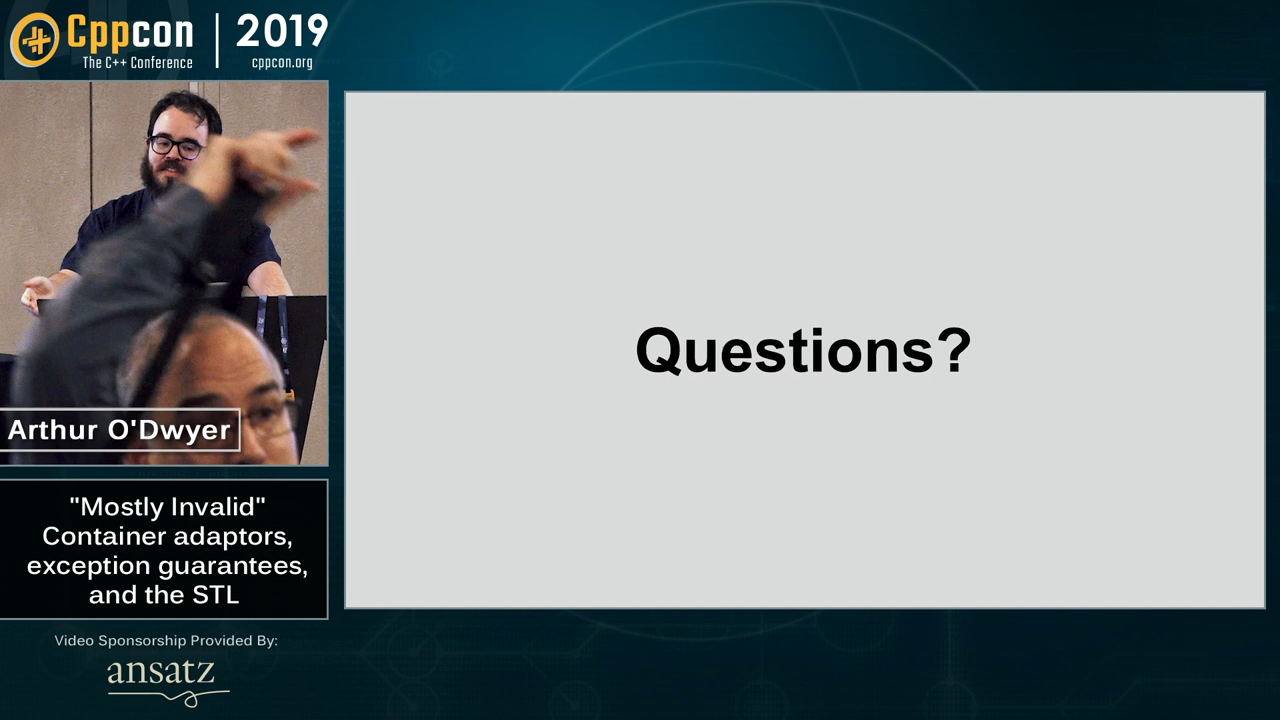 Cppcon
The C++ Conference
2019
cppcon.org
Arthur O'Dwyer
"Mostly Invalid"
Container adaptors,
exception guarantees,
and the STL
Video Sponsorship Provided By:
ansatz
Questions?